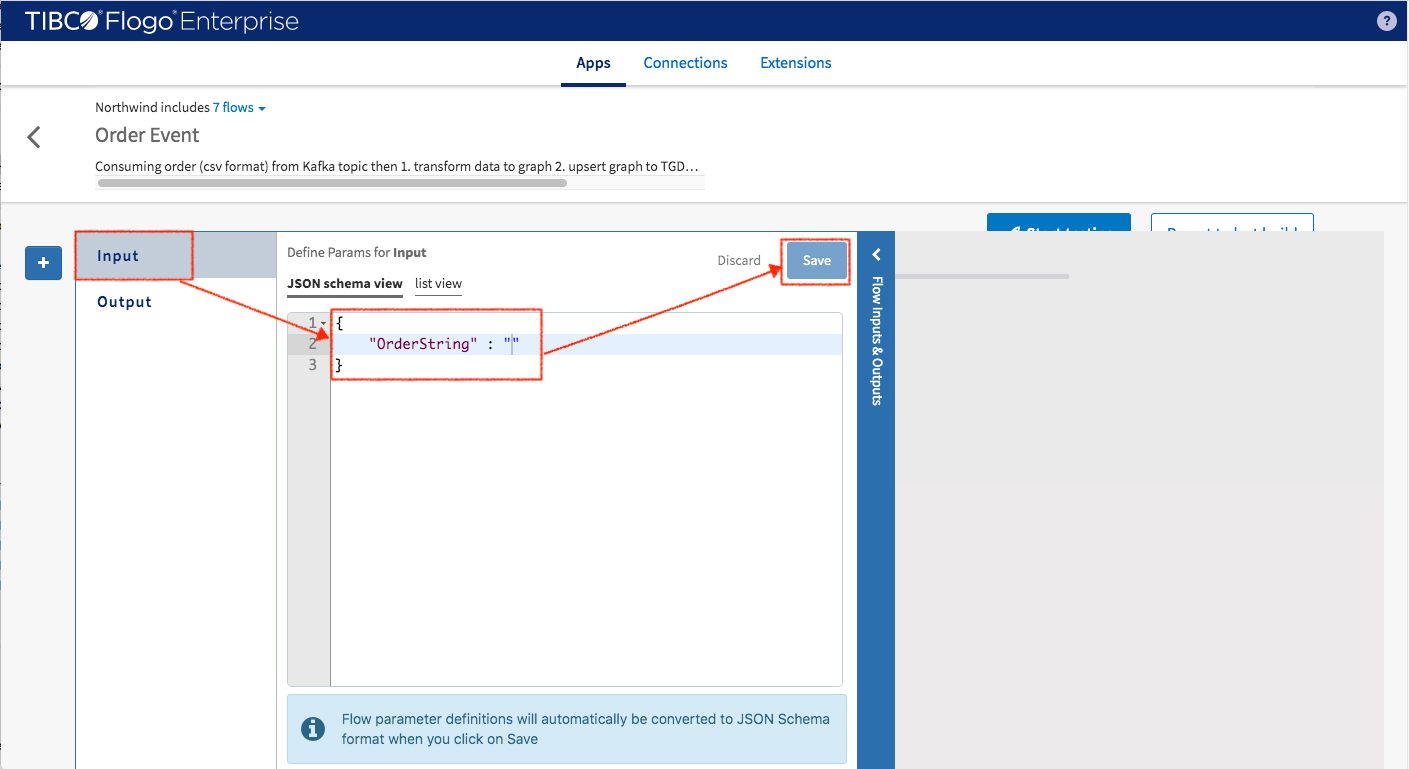 TIBCO® Flogo® Enterprise
?
Apps Connections Extensions
Northwind includes 7 flows
Order Event
Consuming order (csv format) from Kafka topic then 1. transform data to graph 2. upsert graph to TGD…
+
Input
Output
Define Params for Input
Discard
Save
JSON schema view list view
1 {
2 "OrderString" : ""
3 }
Flow Inputs & Outputs
Flow parameter definitions will automatically be converted to JSON Schema
format when you click on Save